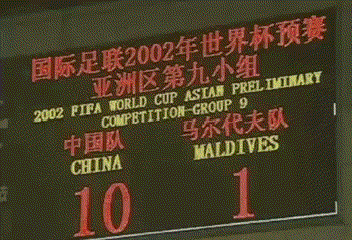 国际足联2002年世界杯预赛
亚洲区第九小组
2002 FIFA WORLD CUP ASIAN PRELIMINARY
COMPETITION-GROUP 9
中国队 马尔代夫队
CHINA MALDIVES
10 1